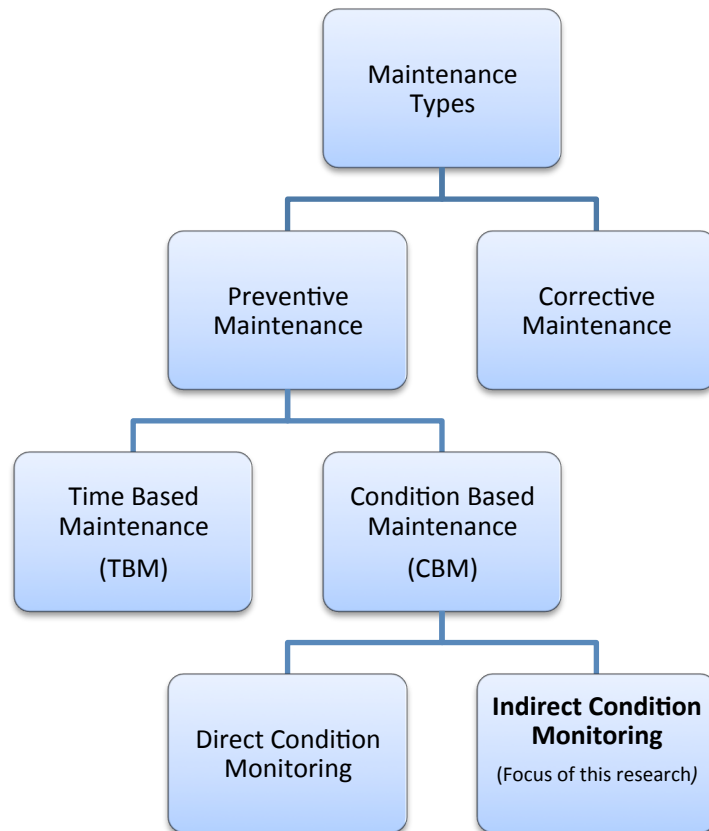 Maintenance
Types
Preventive
Maintenance
Corrective
Maintenance
Time Based
Maintenance
(TBM)
Condition Based
Maintenance
(CBM)
Direct Condition
Monitoring
Indirect Condition
Monitoring
(Focus of this research)